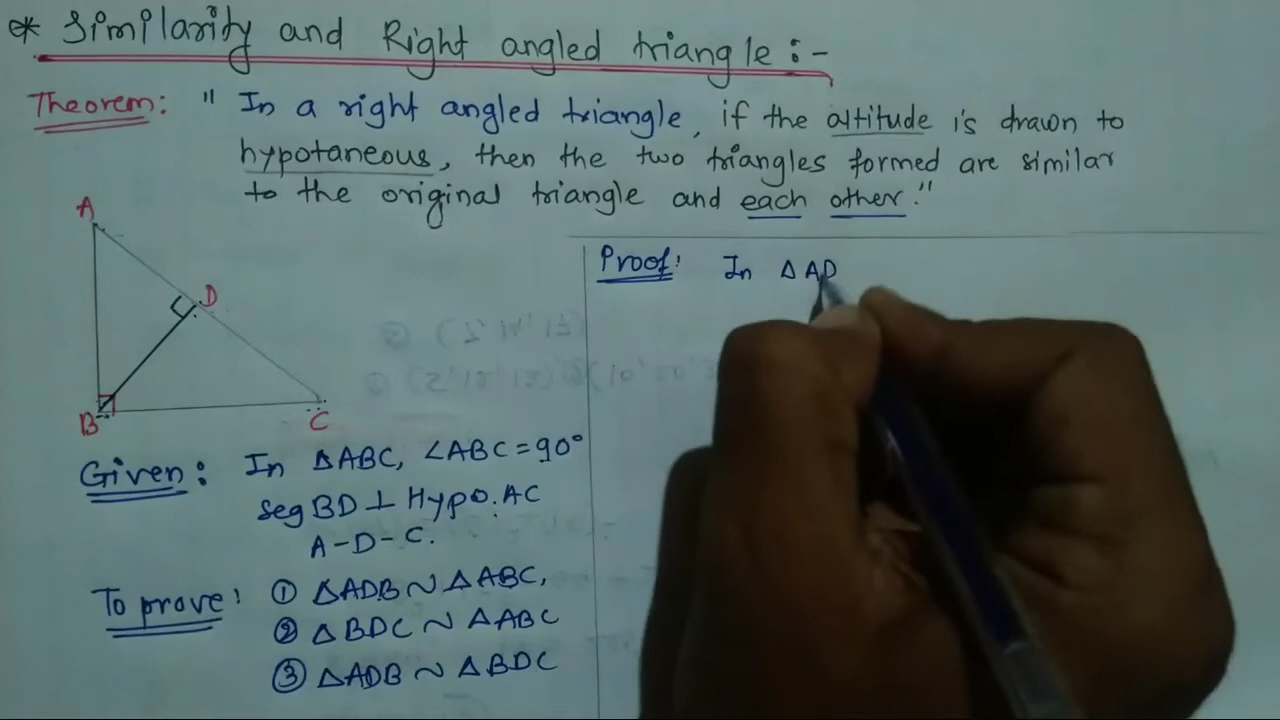 * Similarity and Right angled triangle :-
Theorem: " In a right angled triangle, if the altitude is drawn to
hypotaneous, then the two triangles formed are similar
to the original triangle and each other."
A
D
B
C
Given: In ΔABC, ∠ABC=90°
seg BD ⊥ Hypo. AC
A-D-C.
To prove: ① ΔADB ~ ΔABC,
② ΔBDC ~ ΔABC
③ ΔADB ~ ΔBDC
Proof: In ΔAD